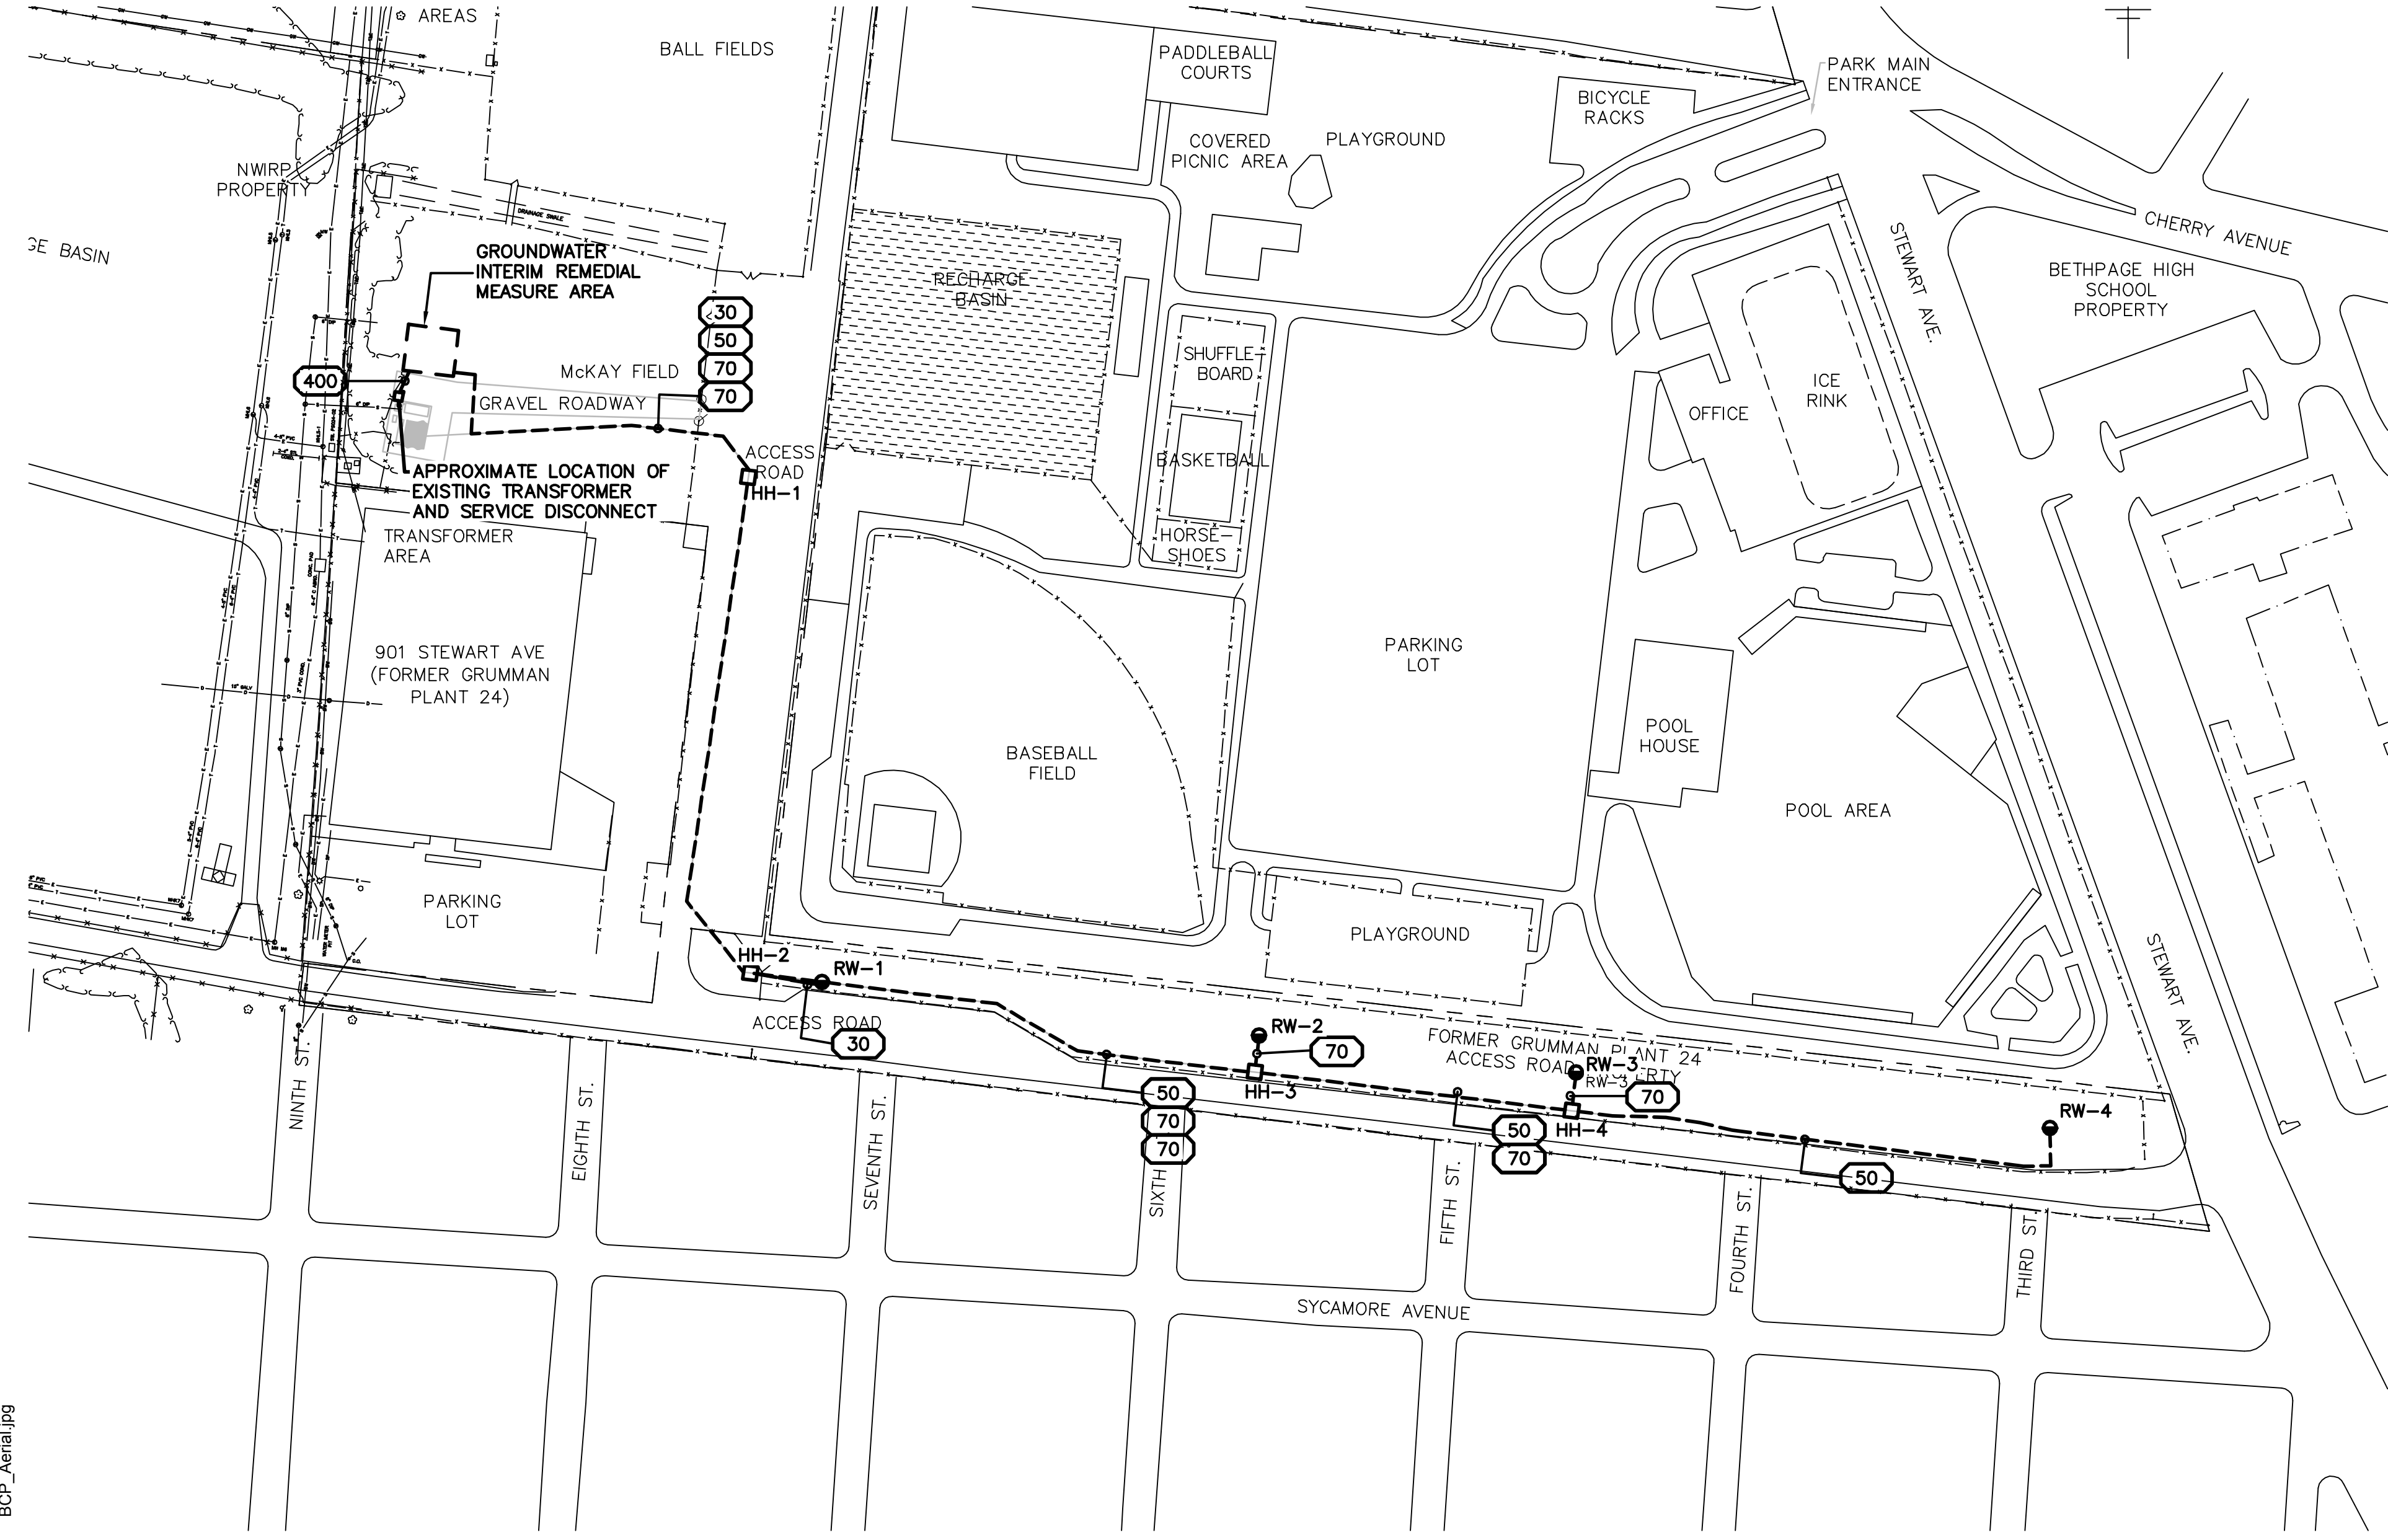 AREAS
BALL FIELDS
PADDLEBALL
COURTS
PARK MAIN
ENTRANCE
BICYCLE
RACKS
COVERED
PICNIC AREA
PLAYGROUND
NWIRP
PROPERTY
DRAINAGE SWALE
CHERRY AVENUE
STEWART AVE.
GE BASIN
GROUNDWATER
INTERIM REMEDIAL
MEASURE AREA
RECHARGE
BASIN
BETHPAGE HIGH
SCHOOL
PROPERTY
30
50
70
70
SHUFFLE-
BOARD
McKAY FIELD
400
GRAVEL ROADWAY
ICE
RINK
OFFICE
ACCESS
ROAD
HH-1
BASKETBALL
APPROXIMATE LOCATION OF
EXISTING TRANSFORMER
AND SERVICE DISCONNECT
TRANSFORMER
AREA
HORSE-
SHOES
901 STEWART AVE
(FORMER GRUMMAN
PLANT 24)
PARKING
LOT
BASEBALL
FIELD
POOL
HOUSE
POOL AREA
PARKING
LOT
PLAYGROUND
STEWART AVE.
HH-2
RW-1
ACCESS ROAD
30
RW-2
70
HH-3
FORMER GRUMMAN PLANT 24
ACCESS ROAD
RW-3
RW-3
70
HH-4
50
70
70
50
70
RW-4
50
NINTH ST.
EIGHTH ST.
SEVENTH ST.
SIXTH
FIFTH ST.
FOURTH ST.
THIRD ST.
SYCAMORE AVENUE
BCP_Aerial.jpg